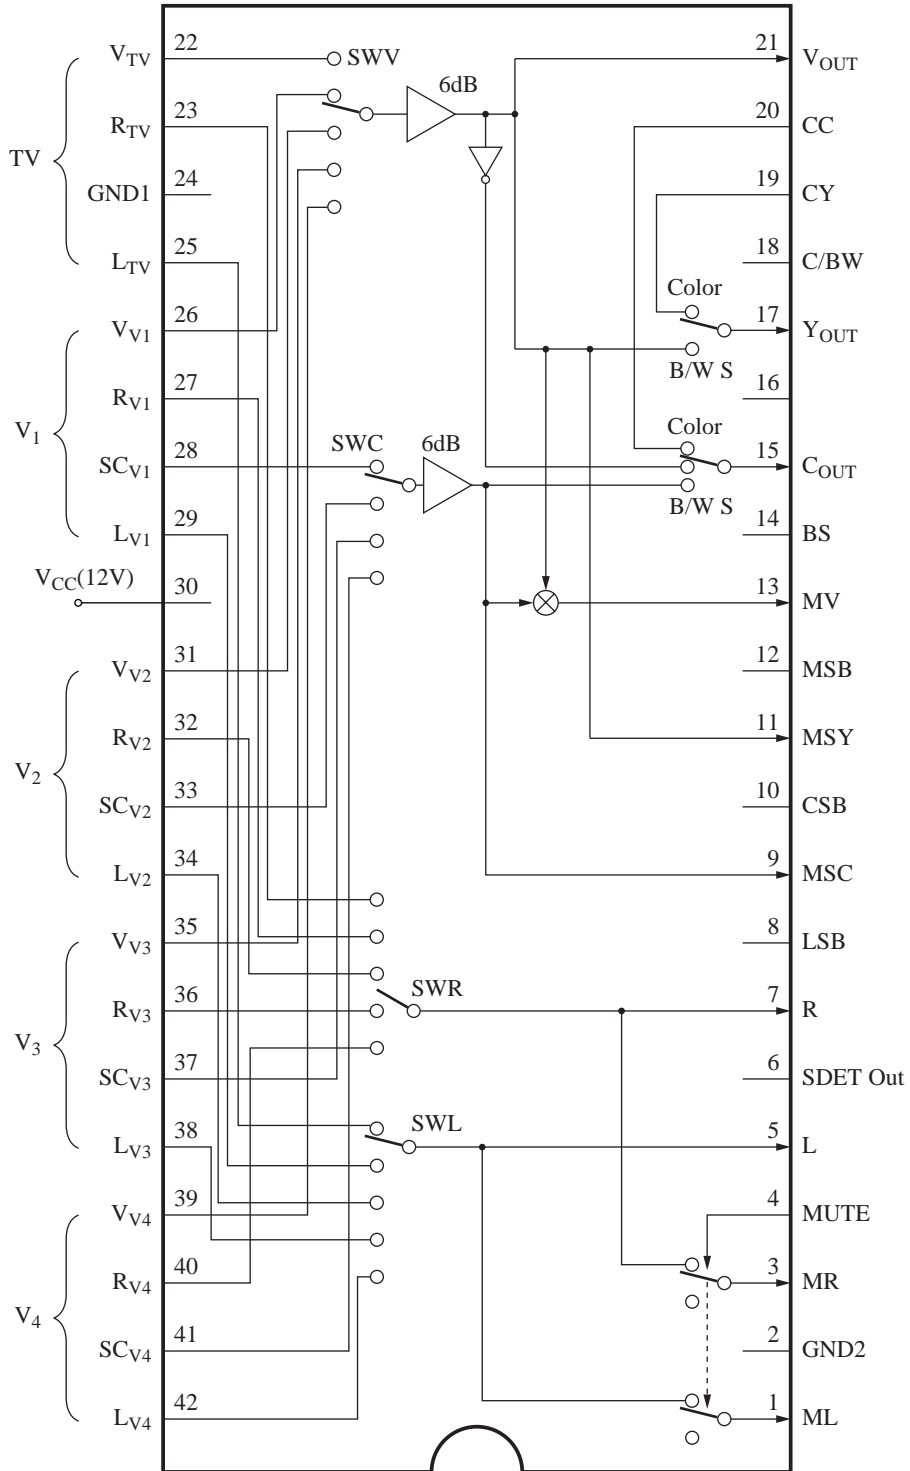 22
V_TV
SWV
21
V_OUT
6dB
23
R_TV
20
CC
TV
24
GND1
19
CY
25
L_TV
18
C/BW
Color
26
V_V1
17
Y_OUT
B/W S
27
R_V1
16
V_1
Color
SWC
6dB
28
SC_V1
15
C_OUT
B/W S
29
L_V1
14
BS
V_CC(12V)
30
13
MV
31
V_V2
12
MSB
32
R_V2
11
MSY
V_2
33
SC_V2
10
CSB
34
L_V2
9
MSC
35
V_V3
8
LSB
36
R_V3
SWR
7
R
V_3
37
SC_V3
6
SDET Out
38
L_V3
SWL
5
L
39
V_V4
4
MUTE
40
R_V4
3
MR
V_4
41
SC_V4
2
GND2
42
L_V4
1
ML